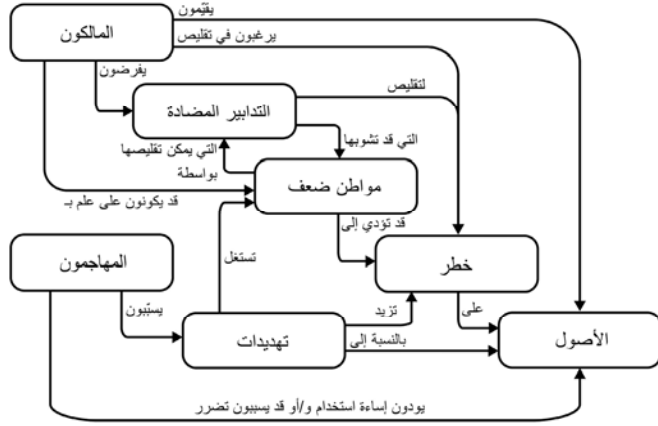 يقيّمون
المالكون
يرغبون في تقليص
يفرضون
لتقليص
التدابير المضادة
التي يمكن تقليصها
بواسطة
التي قد تشوبها
مواطن ضعف
قد يكونون على علم بـ
قد تؤدي إلى
المهاجمون
تستغل
خطر
يسبّبون
تزيد
على
تهديدات
بالنسبة إلى
الأصول
يودون إساءة استخدام و/أو قد يسببون تضرر